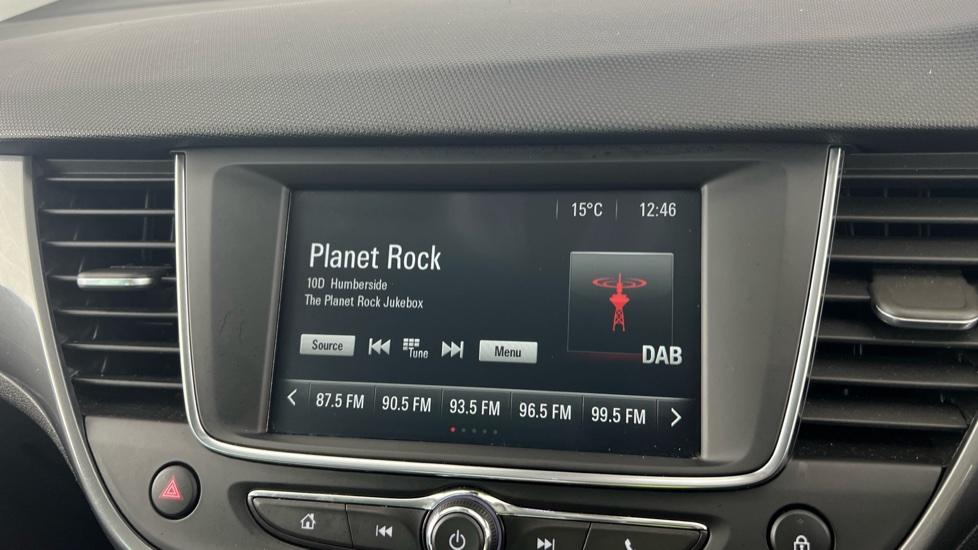 15°C 12:46
Planet Rock
10D Humberside
The Planet Rock Jukebox
Source Tune Menu
DAB
87.5 FM 90.5 FM 93.5 FM 96.5 FM 99.5 FM